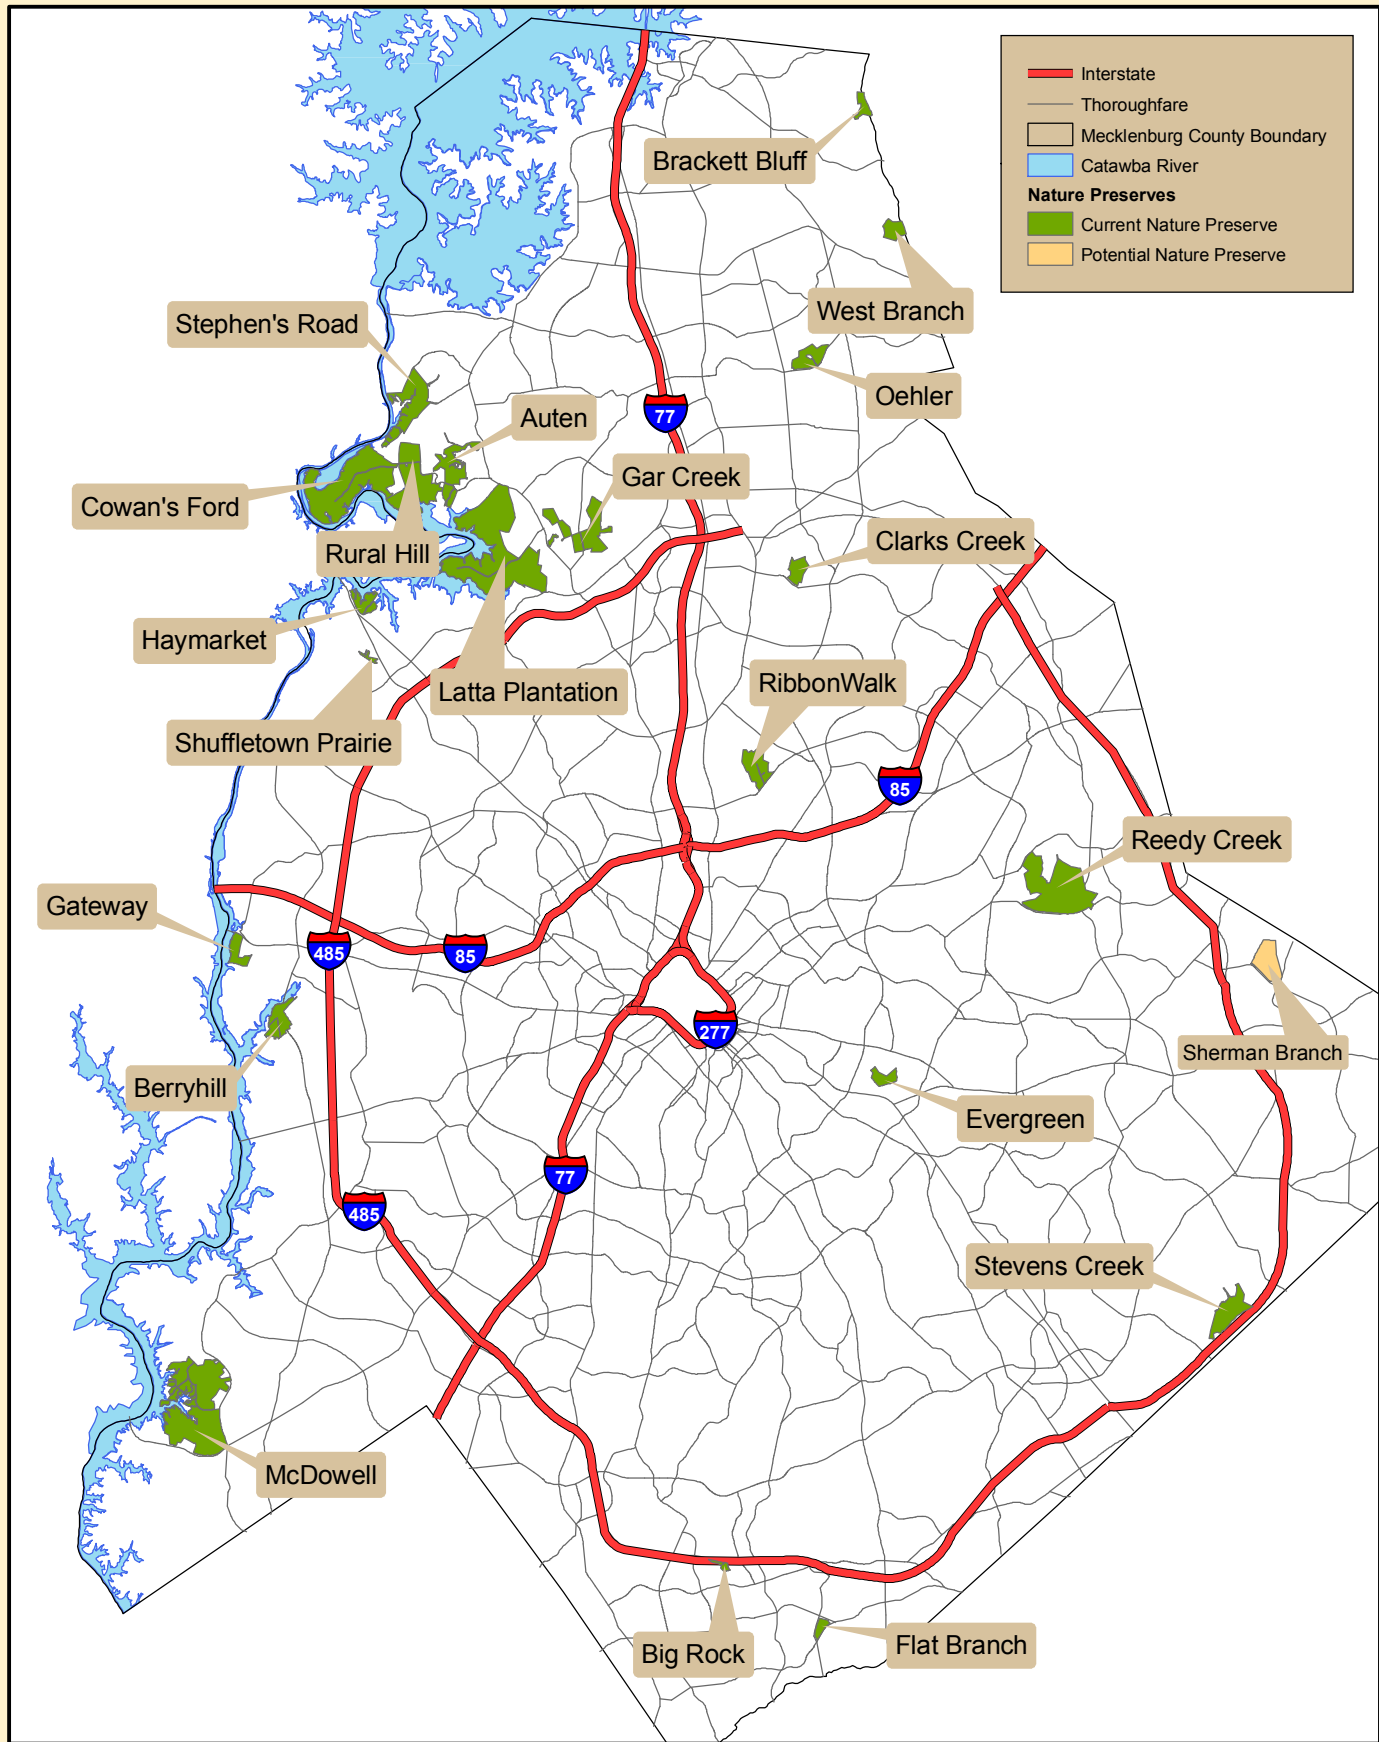 Interstate
Thoroughfare
Mecklenburg County Boundary
Catawba River
Nature Preserves
Current Nature Preserve
Potential Nature Preserve
Brackett Bluff
West Branch
Stephen's Road
Oehler
Auten
77
Gar Creek
Cowan's Ford
Clarks Creek
Rural Hill
Haymarket
RibbonWalk
Latta Plantation
Shuffletown Prairie
85
Reedy Creek
Gateway
485
85
277
Sherman Branch
Berryhill
Evergreen
77
485
Stevens Creek
McDowell
Flat Branch
Big Rock